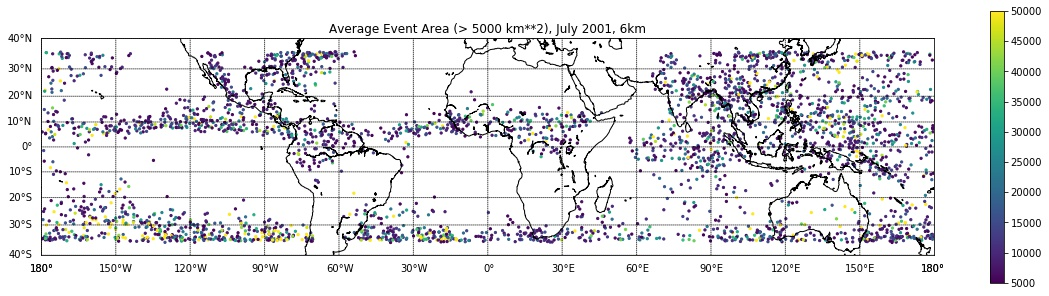 Average Event Area (> 5000 km**2), July 2001, 6km
40°N
30°N
20°N
10°N
0°
10°S
20°S
30°S
40°S
180° 150°W 120°W 90°W 60°W 30°W 0° 30°E 60°E 90°E 120°E 150°E 180°
50000
45000
40000
35000
30000
25000
20000
15000
10000
5000